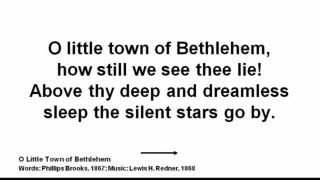 O little town of Bethlehem,
how still we see thee lie!
Above thy deep and dreamless
sleep the silent stars go by.
O Little Town of Bethlehem
Words: Phillips Brooks, 1867; Music: Lewis H. Redner, 1868